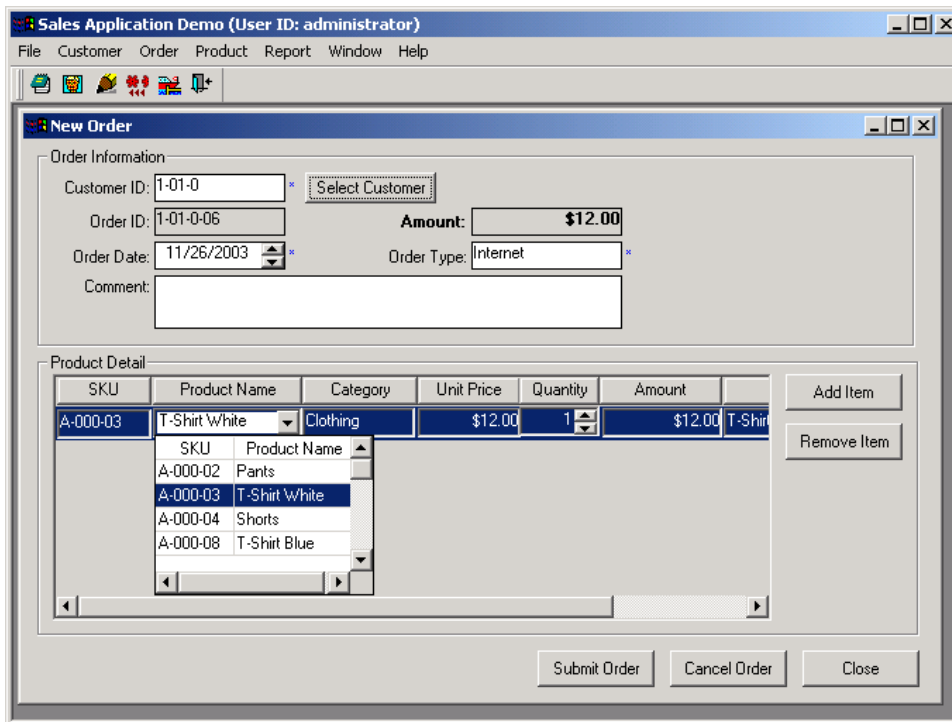 Sales Application Demo (User ID: administrator)
File Customer Order Product Report Window Help
New Order
Order Information
Customer ID: 1-01-0 * Select Customer
Order ID: 1-01-0-06 Amount: $12.00
Order Date: 11/26/2003 * Order Type: Internet *
Comment:
Product Detail
SKU Product Name Category Unit Price Quantity Amount Add Item
A-000-03 T-Shirt White Clothing $12.00 1 $12.00 T-Shirt
Remove Item
SKU Product Name
A-000-02 Pants
A-000-03 T-Shirt White
A-000-04 Shorts
A-000-08 T-Shirt Blue
Submit Order Cancel Order Close